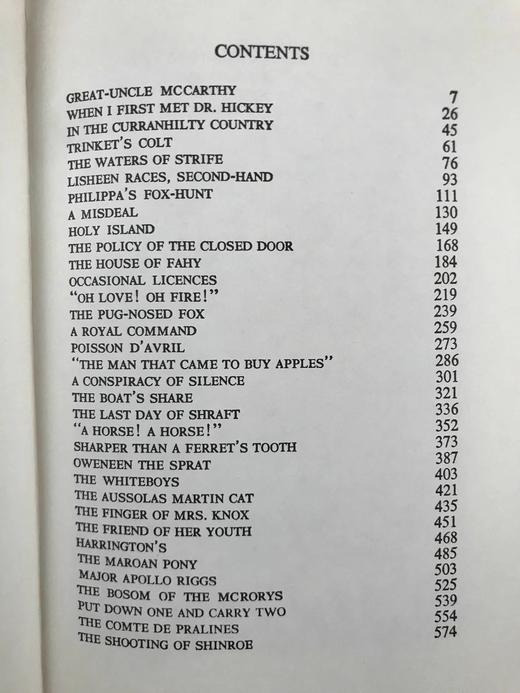 CONTENTS
GREAT-UNCLE MCCARTHY 7
WHEN I FIRST MET DR. HICKEY 26
IN THE CURRANHILTY COUNTRY 45
TRINKET'S COLT 61
THE WATERS OF STRIFE 76
LISHEEN RACES, SECOND-HAND 93
PHILIPPA'S FOX-HUNT 111
A MISDEAL 130
HOLY ISLAND 149
THE POLICY OF THE CLOSED DOOR 168
THE HOUSE OF FAHY 184
OCCASIONAL LICENCES 202
"OH LOVE! OH FIRE!" 219
THE PUG-NOSED FOX 239
A ROYAL COMMAND 259
POISSON D'AVRIL 273
"THE MAN THAT CAME TO BUY APPLES" 286
A CONSPIRACY OF SILENCE 301
THE BOAT'S SHARE 321
THE LAST DAY OF SHRAFT 336
"A HORSE! A HORSE!" 352
SHARPER THAN A FERRET'S TOOTH 373
OWENEEN THE SPRAT 387
THE WHITEBOYS 403
THE AUSSOLAS MARTIN CAT 421
THE FINGER OF MRS. KNOX 435
THE FRIEND OF HER YOUTH 451
HARRINGTON'S 468
THE MAROAN PONY 485
MAJOR APOLLO RIGGS 503
THE BOSOM OF THE MCRORYS 525
PUT DOWN ONE AND CARRY TWO 539
THE COMTE DE PRALINES 554
THE SHOOTING OF SHINROE 574